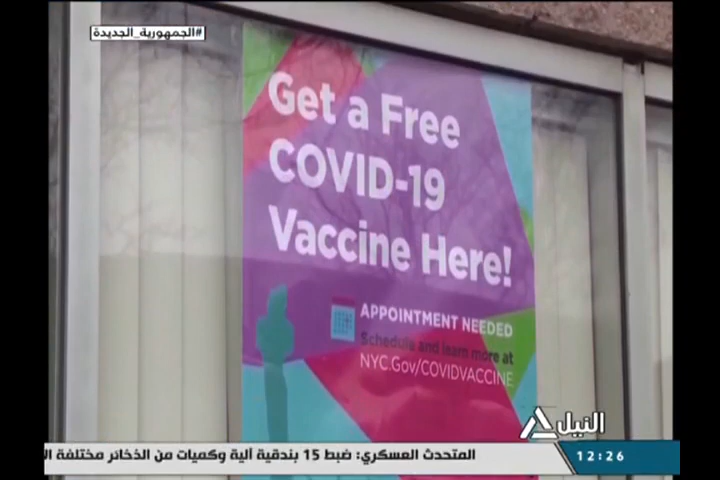 #الجمهورية_الجديدة
Get a Free
COVID-19
Vaccine Here!
APPOINTMENT NEEDED
Schedule and learn more at
NYC.Gov/COVIDVACCINE
النيل
المتحدث العسكري: ضبط 15 بندقية آلية وكميات من الذخائر مختلفة
12:26